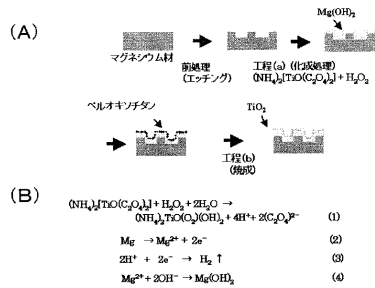 (A)
Mg(OH)₂
マグネシウム材
前処理
(エッチング)
工程(a) (化成処理)
(NH₄)₂[TiO(C₂O₄)₂]+H₂O₂
ペルオキソチタン
TiO₂
工程(b)
(焼成)
(B)
(NH₄)₂[TiO(C₂O₄)₂]+H₂O₂+2H₂O →
(NH₄)₂TiO(O₂)(OH)₂ + 4H⁺+ 2(C₂O₄)²⁻ (1)
Mg → Mg²⁺ + 2e⁻ (2)
2H⁺ + 2e⁻ → H₂ ↑ (3)
Mg²⁺+2OH⁻→Mg(OH)₂ (4)